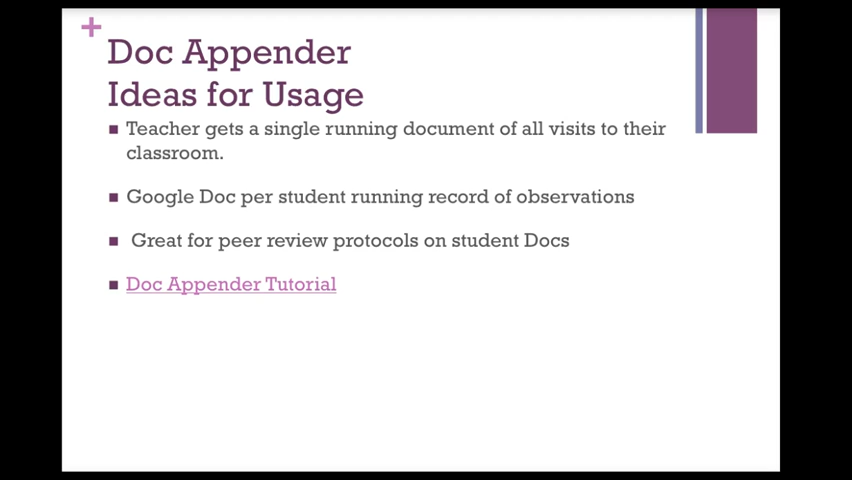 +
Doc Appender
Ideas for Usage
■ Teacher gets a single running document of all visits to their
classroom.
■ Google Doc per student running record of observations
■ Great for peer review protocols on student Docs
■ Doc Appender Tutorial